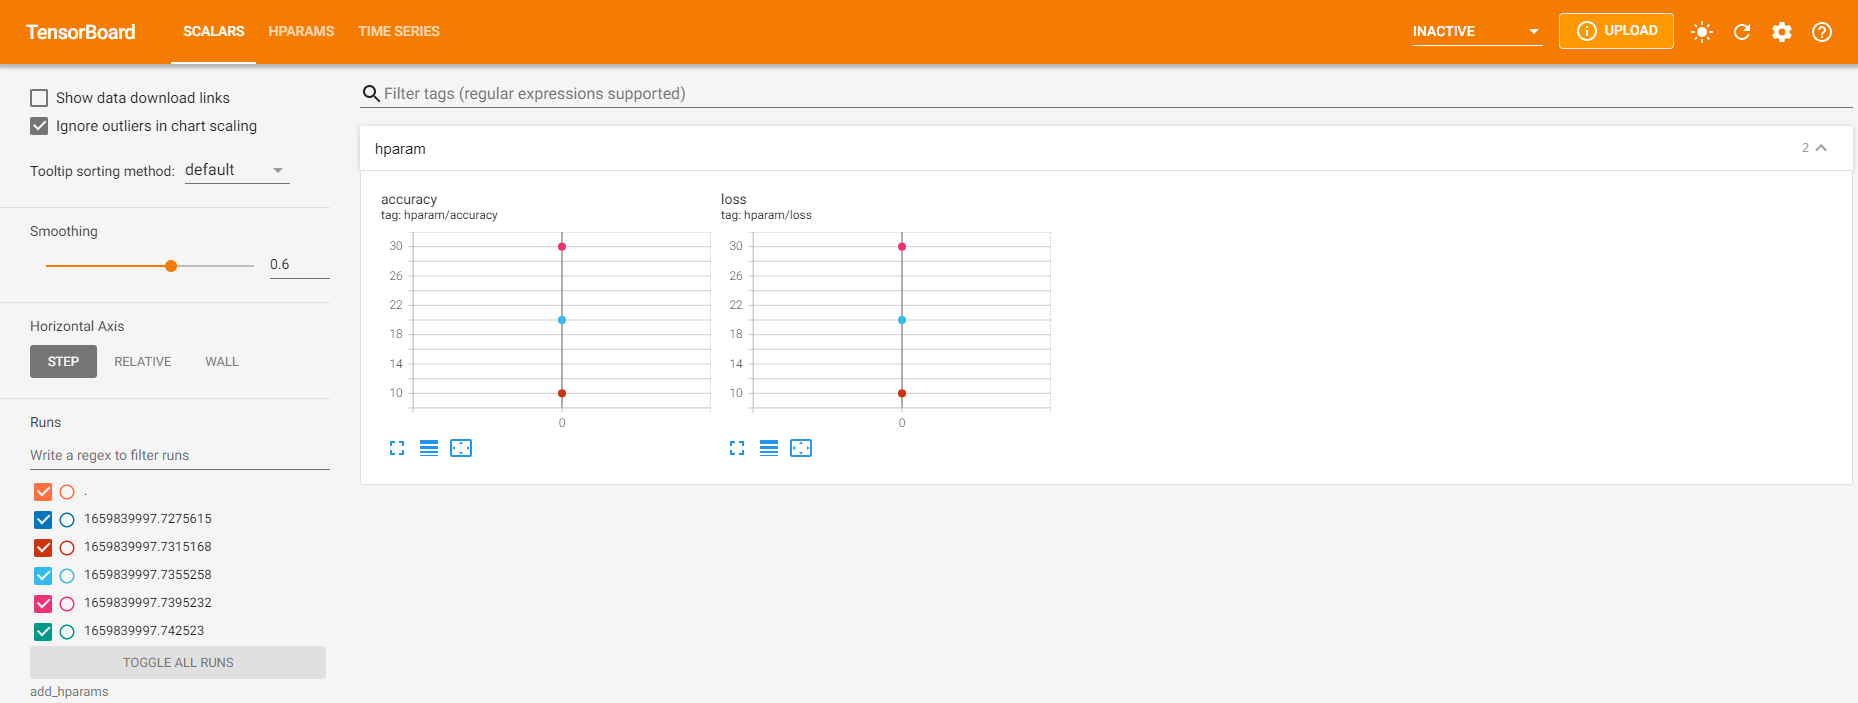 TensorBoard SCALARS HPARAMS TIME SERIES INACTIVE UPLOAD
Show data download links
Ignore outliers in chart scaling
Tooltip sorting method: default
Smoothing
0.6
Horizontal Axis
STEP RELATIVE WALL
Runs
Write a regex to filter runs
.
1659839997.7275615
1659839997.7315168
1659839997.7355258
1659839997.7395232
1659839997.742523
TOGGLE ALL RUNS
add_hparams
Filter tags (regular expressions supported)
hparam 2
accuracy
tag: hparam/accuracy
30
26
22
18
14
10
0
loss
tag: hparam/loss
30
26
22
18
14
10
0